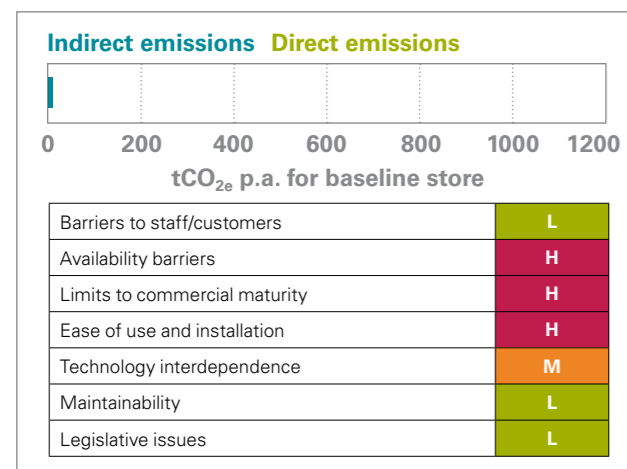 Indirect emissions Direct emissions
0 200 400 600 800 1000 1200
tCO₂ₑ p.a. for baseline store
Barriers to staff/customers L
Availability barriers H
Limits to commercial maturity H
Ease of use and installation H
Technology interdependence M
Maintainability L
Legislative issues L